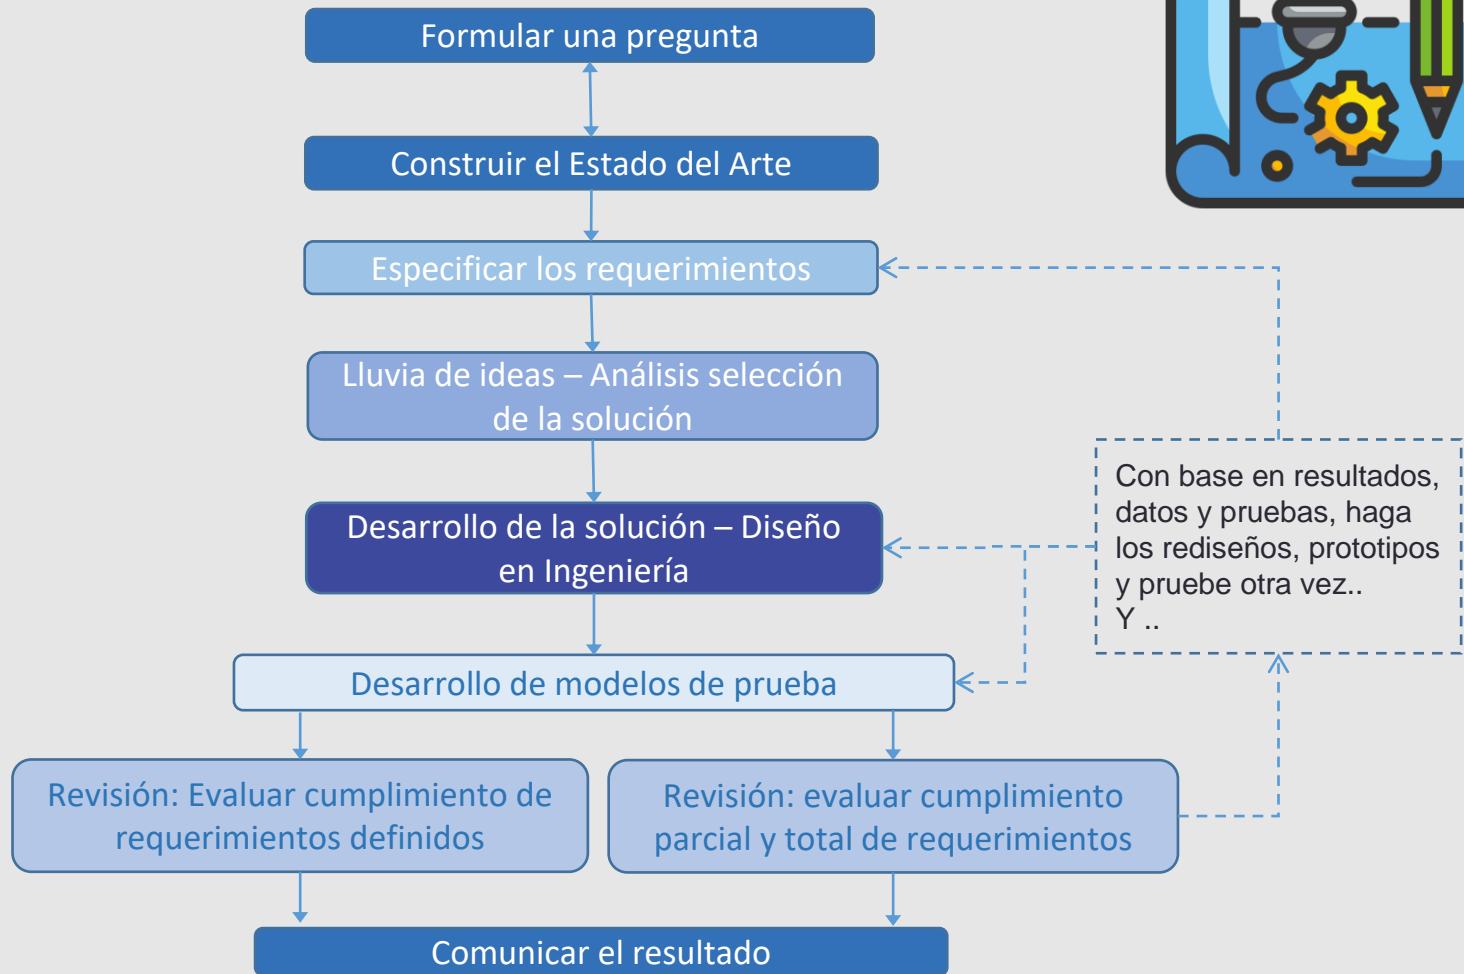 Formular una pregunta
Construir el Estado del Arte
Especificar los requerimientos
Lluvia de ideas – Análisis selección
de la solución
Desarrollo de la solución – Diseño
en Ingeniería
Con base en resultados,
datos y pruebas, haga
los rediseños, prototipos
y pruebe otra vez..
Y ..
Desarrollo de modelos de prueba
Revisión: Evaluar cumplimiento de
requerimientos definidos
Revisión: evaluar cumplimiento
parcial y total de requerimientos
Comunicar el resultado